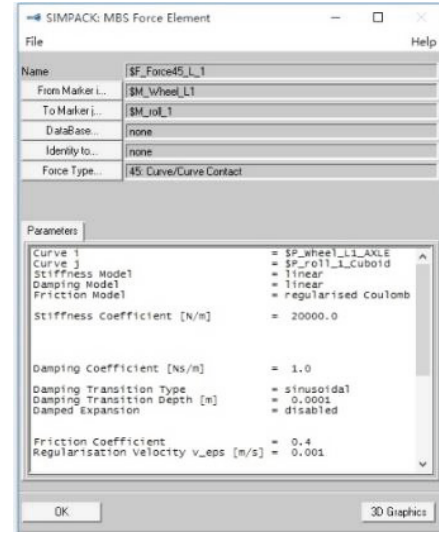 SIMPACK: MBS Force Element
File Help
Name $F_Force45_L_1
From Marker i... $M_Wheel_L1
To Marker j... $M_roll_1
DataBase... none
Identity to... none
Force Type... 45: Curve/Curve Contact
Parameters
Curve i = $P_Wheel_L1_AXLE
Curve j = $P_roll_1_Cuboid
Stiffness Model = linear
Damping Model = linear
Friction Model = regularised Coulomb
Stiffness Coefficient [N/m] = 20000.0
Damping Coefficient [Ns/m] = 1.0
Damping Transition Type = sinusoidal
Damping Transition Depth [m] = 0.0001
Damped Expansion = disabled
Friction Coefficient = 0.4
Regularisation Velocity v_eps [m/s] = 0.001
OK 3D Graphics